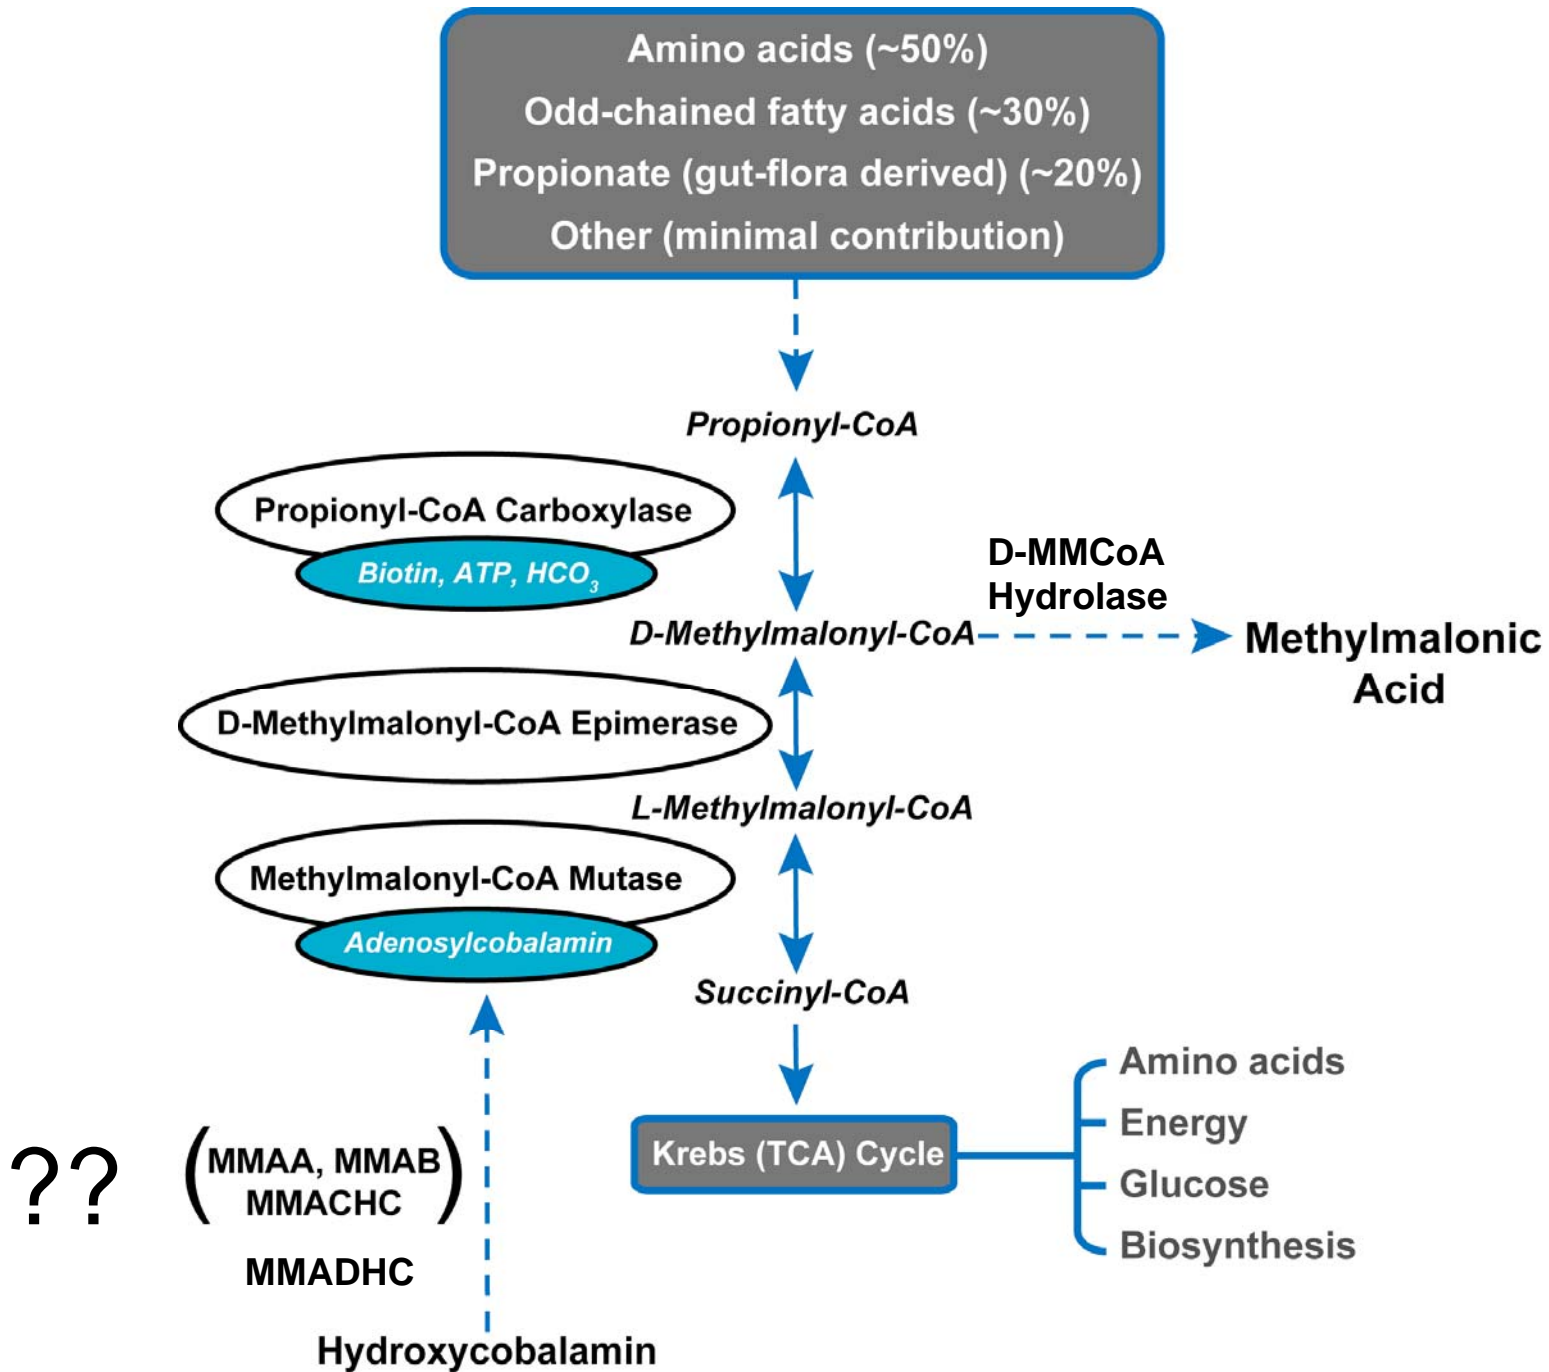 Amino acids (~50%)
Odd-chained fatty acids (~30%)
Propionate (gut-flora derived) (~20%)
Other (minimal contribution)
Propionyl-CoA
Propionyl-CoA Carboxylase
Biotin, ATP, HCO₃
D-MMCoA
Hydrolase
D-Methylmalonyl-CoA
Methylmalonic
Acid
D-Methylmalonyl-CoA Epimerase
L-Methylmalonyl-CoA
Methylmalonyl-CoA Mutase
Adenosylcobalamin
Succinyl-CoA
Krebs (TCA) Cycle
Amino acids
Energy
Glucose
Biosynthesis
??
(MMAA, MMAB
MMACHC)
MMADHC
Hydroxycobalamin